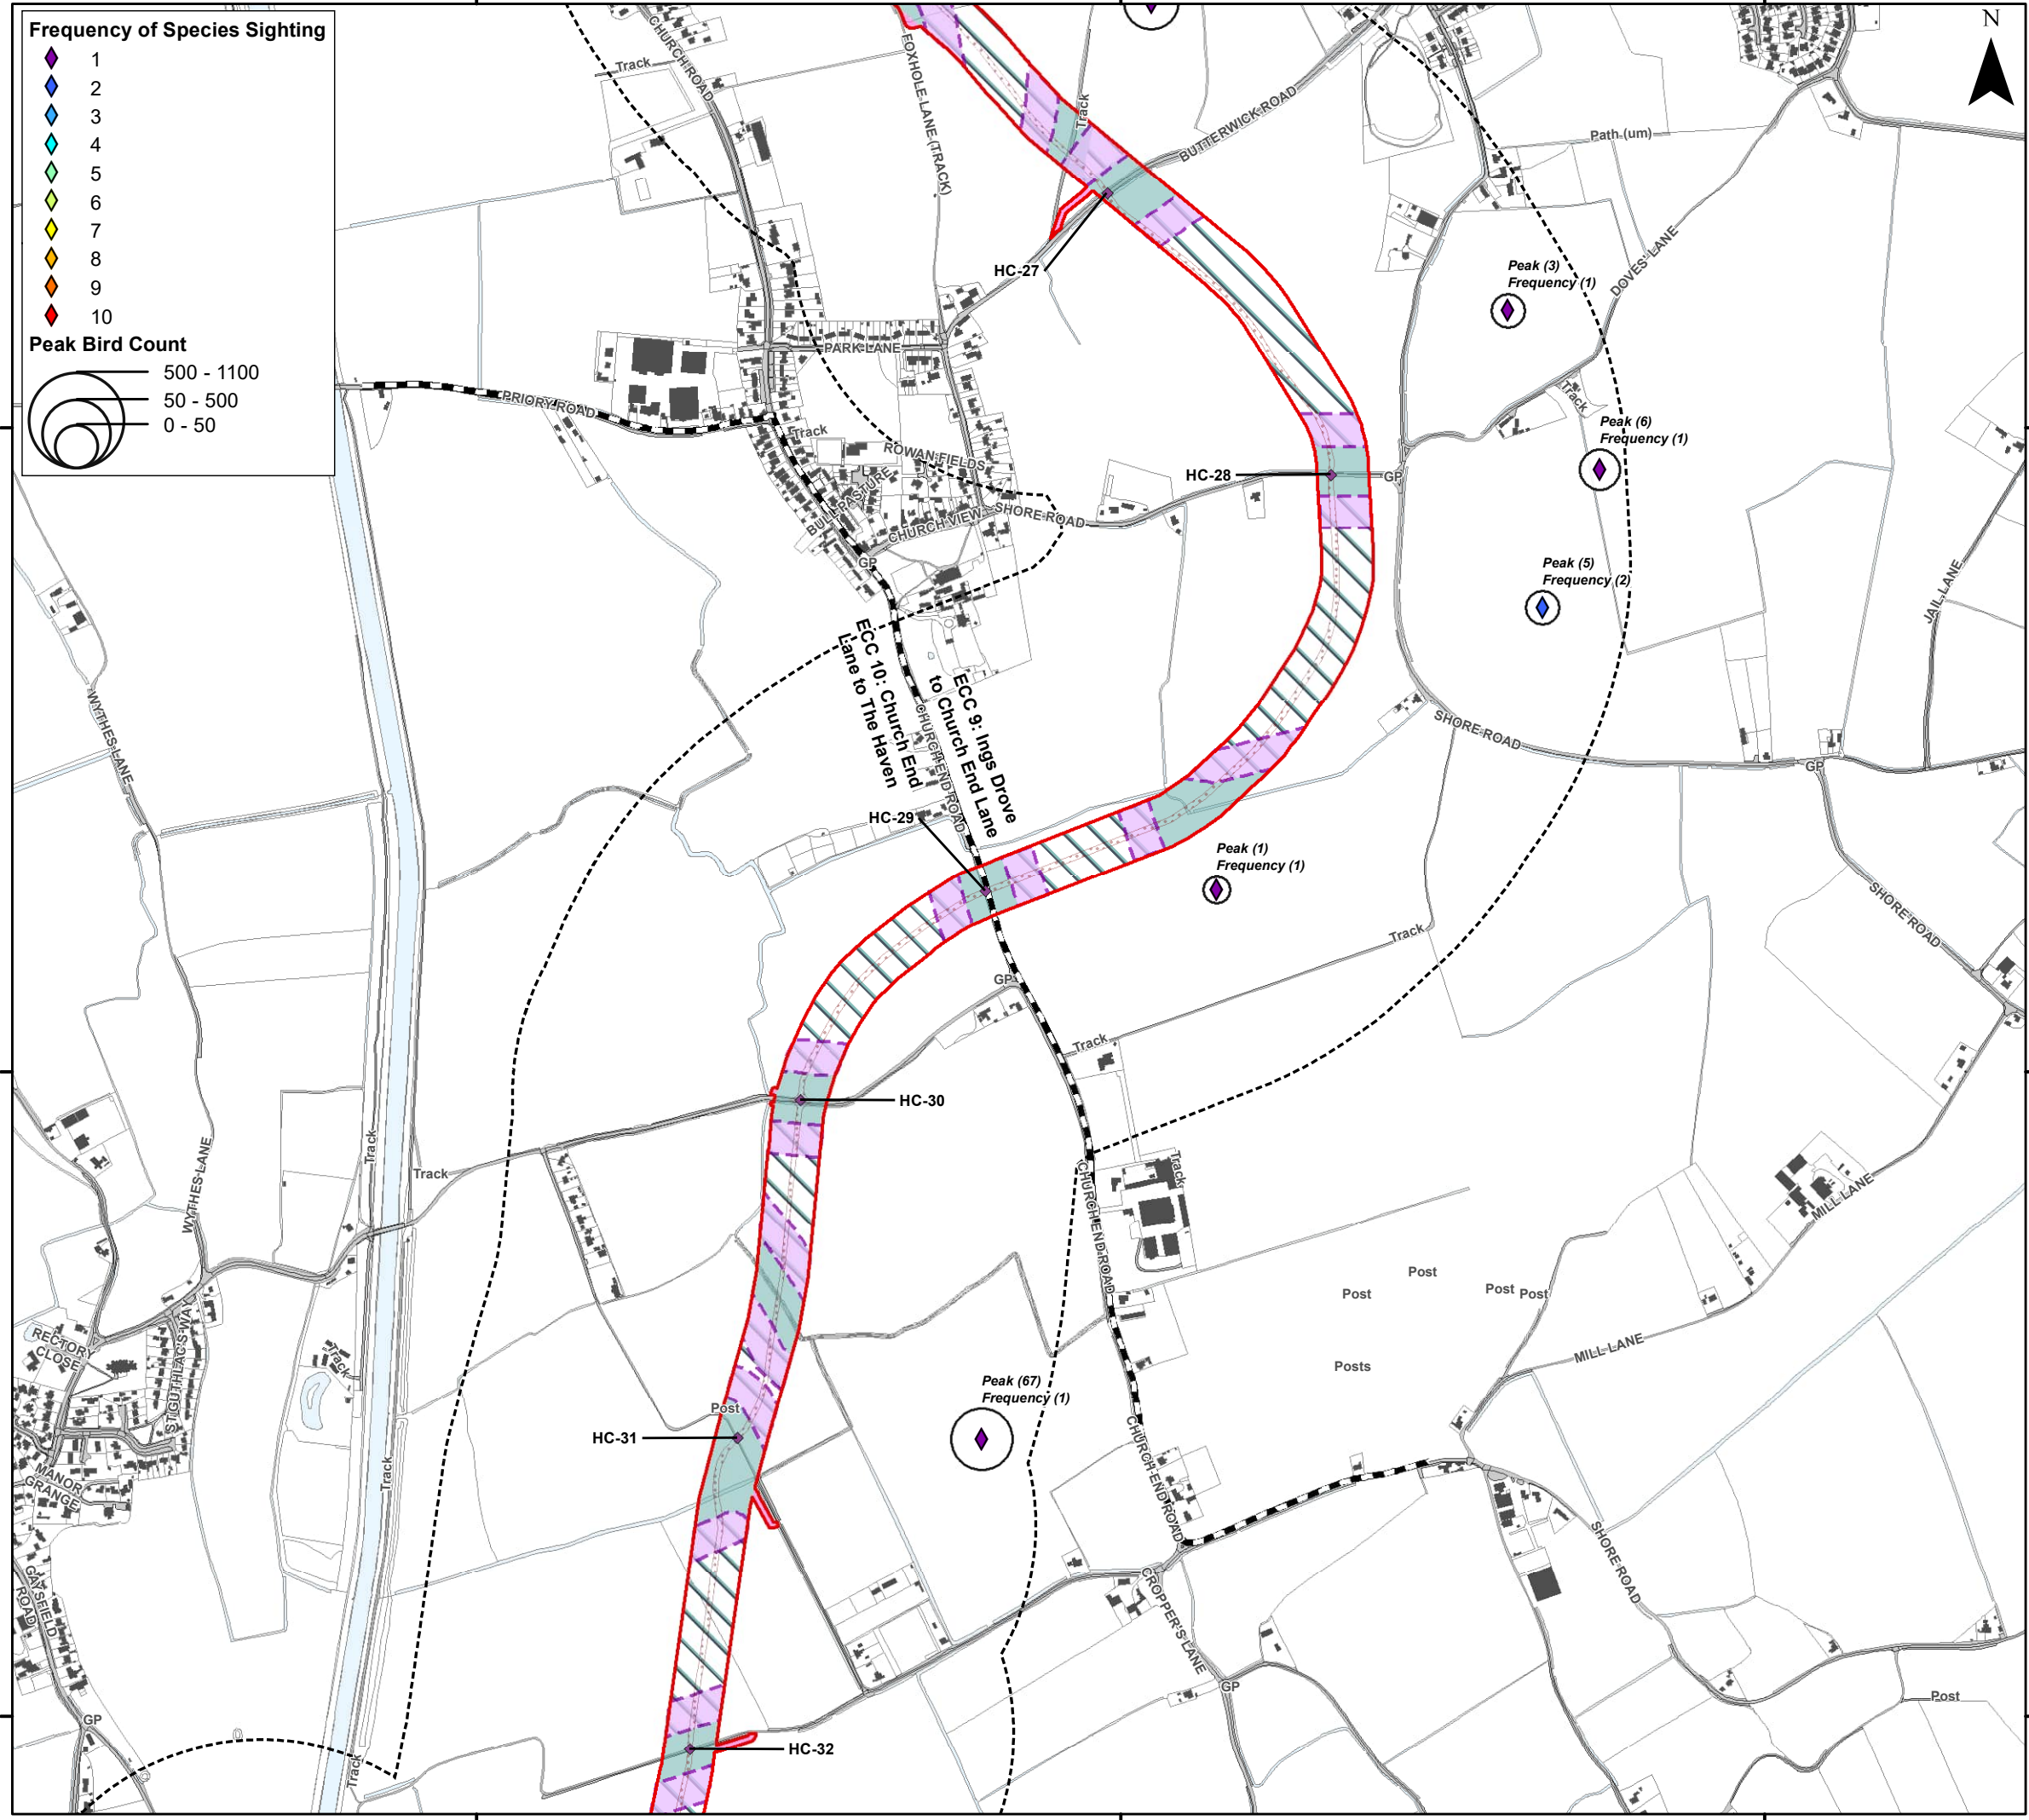 Frequency of Species Sighting
1
2
3
4
5
6
7
8
9
10
Peak Bird Count
500 - 1100
50 - 500
0 - 50
N
CHURCH ROAD
Track
FOXHOLE LANE (TRACK)
Track
BUTTERWICK ROAD
Path (um)
HC-27
DOVES LANE
Peak (3)
Frequency (1)
PARK LANE
PRIORY ROAD
Track
Track
Peak (6)
Frequency (1)
ROWAN FIELDS
BULL PASTURE
CHURCH VIEW
SHORE ROAD
HC-28
GP
GP
Peak (5)
Frequency (2)
JAIL LANE
ECC 10: Church End
Lane to The Haven
ECC 9: Ings Drove
to Church End Lane
CHURCH END ROAD
WYTHES LANE
SHORE ROAD
GP
HC-29
Peak (1)
Frequency (1)
SHORE ROAD
Track
GP
Track
HC-30
Track
Track
WYTHES LANE
CHURCH END ROAD
Track
MILL LANE
Post
Post
Post
Post
Posts
MILL LANE
RECTORY
CLOSE
Track
ST GUTHLACS WAY
Peak (67)
Frequency (1)
Post
HC-31
MANOR
GRANGE
Track
CHURCH END ROAD
SHORE ROAD
GAYSFIELD
ROAD
CROPPER'S LANE
GP
GP
Post
HC-32
Track